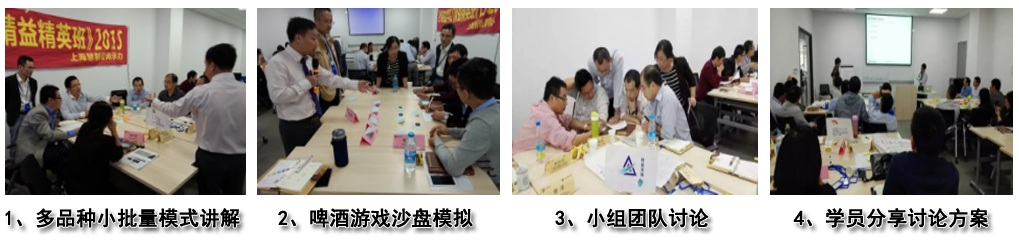 精益精英班》2015
1、多品种小批量模式讲解
2、啤酒游戏沙盘模拟
3、小组团队讨论
4、学员分享讨论方案